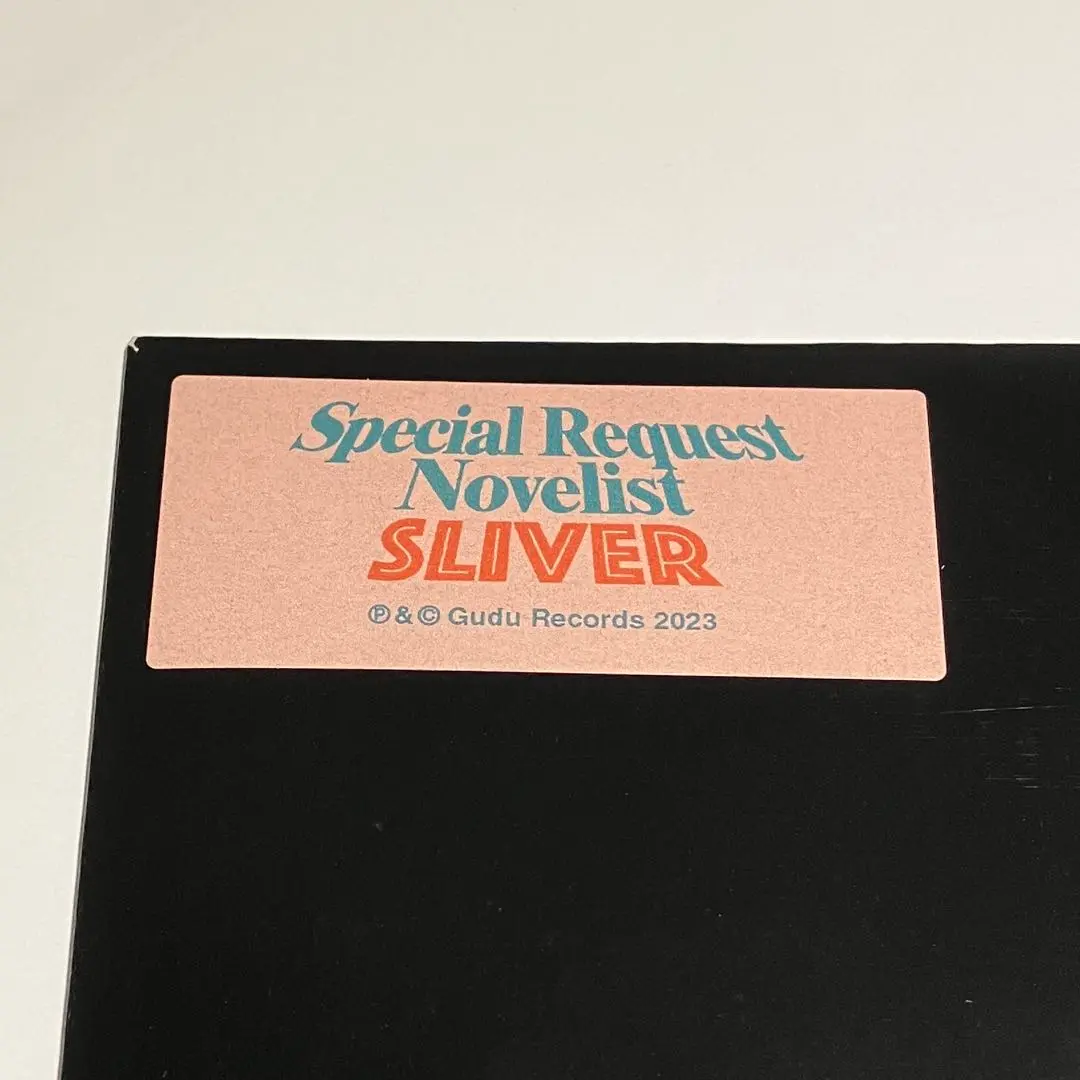 Special Request
Novelist
SLIVER
℗ & © Gudu Records 2023